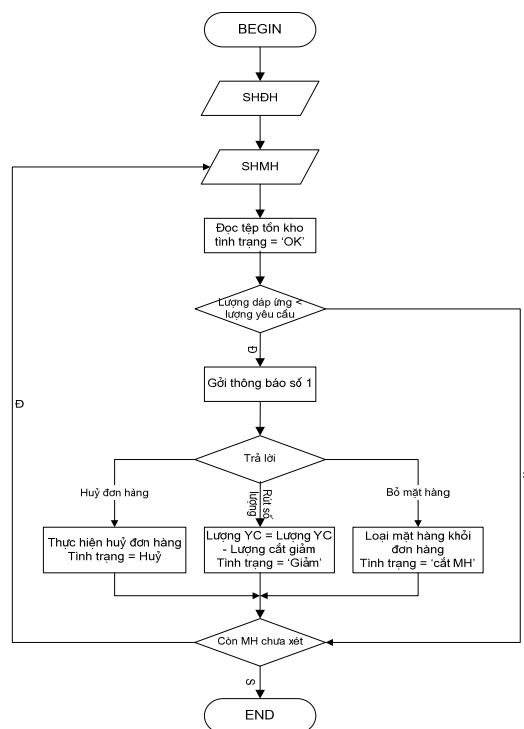 BEGIN
SHĐH
SHMH
Đọc tệp tồn kho
tình trạng = ‘OK’
Lượng dáp ứng <
lượng yêu cầu
Đ
Gởi thông báo số 1
Đ
Trả lời
Huỷ đơn hàng
Rút số
lượng
Bỏ mặt hàng
Thực hiện huỷ đơn hàng
Tình trạng = Huỷ
Lượng YC = Lượng YC
- Lượng cắt giảm
Tình trạng = ‘Giảm’
Loại mặt hàng khỏi
đơn hàng
Tình trạng = ‘cắt MH’
Còn MH chưa xét
S
END